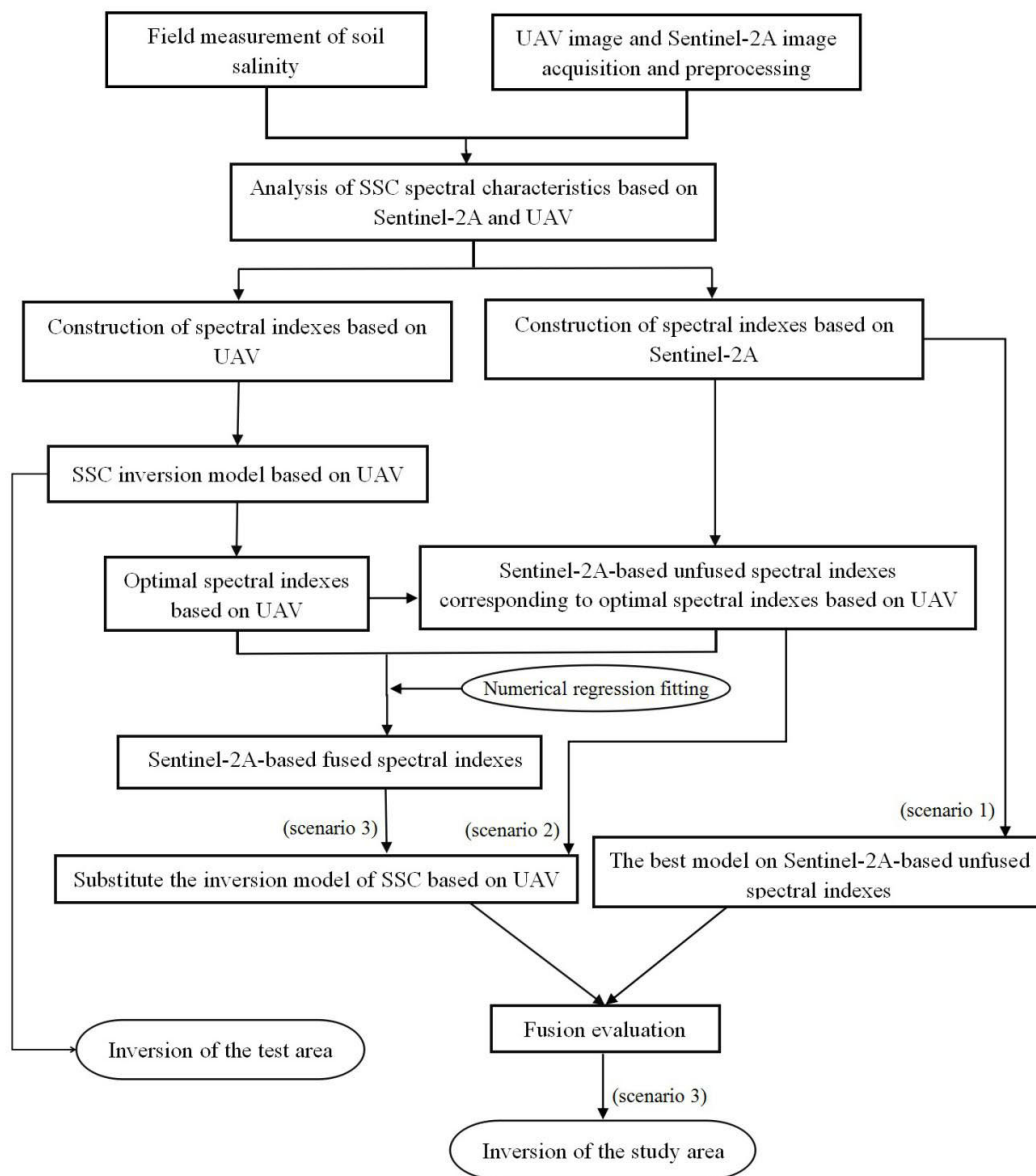 Field measurement of soil
salinity
UAV image and Sentinel-2A image
acquisition and preprocessing
Analysis of SSC spectral characteristics based on
Sentinel-2A and UAV
Construction of spectral indexes based on
UAV
Construction of spectral indexes based on
Sentinel-2A
SSC inversion model based on UAV
Optimal spectral indexes
based on UAV
Sentinel-2A-based unfused spectral indexes
corresponding to optimal spectral indexes based on UAV
Numerical regression fitting
Sentinel-2A-based fused spectral indexes
(scenario 3)
(scenario 2)
(scenario 1)
Substitute the inversion model of SSC based on UAV
The best model on Sentinel-2A-based unfused
spectral indexes
Fusion evaluation
Inversion of the test area
(scenario 3)
Inversion of the study area